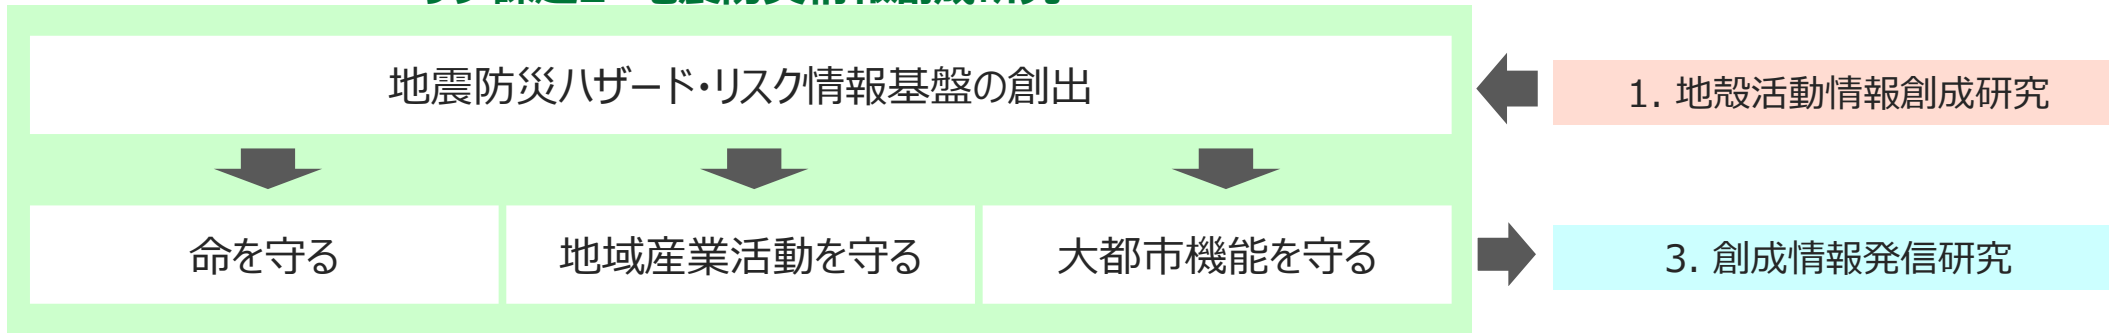 地震防災ハザード・リスク情報基盤の創出
1. 地殻活動情報創成研究
命を守る
地域産業活動を守る
大都市機能を守る
3. 創成情報発信研究